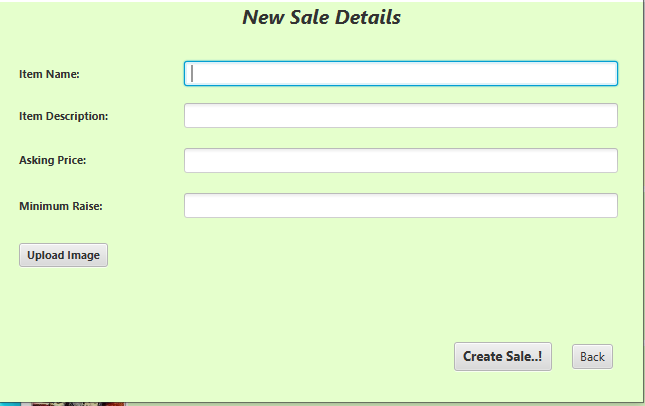 New Sale Details
Item Name:
Item Description:
Asking Price:
Minimum Raise:
Upload Image
Create Sale..!
Back